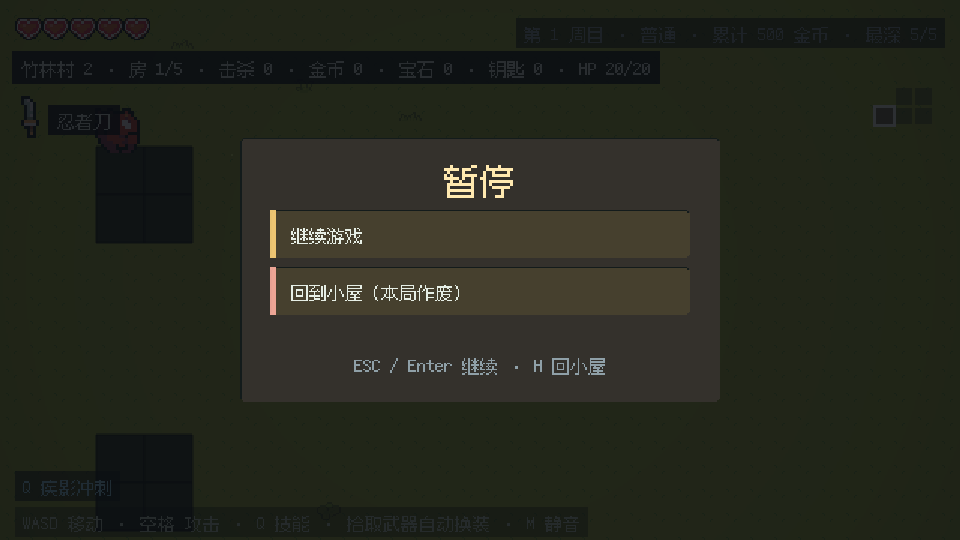 第 1 周目 · 普通 · 累计 500 金币 · 最深 5/5
竹林村 2 · 房 1/5 · 击杀 0 · 金币 0 · 宝石 0 · 钥匙 0 · HP 20/20
忍者刀
暂停
继续游戏
回到小屋（本局作废）
ESC / Enter 继续 · H 回小屋
Q 疾影冲刺
WASD 移动 · 空格 攻击 · Q 技能 · 拾取武器自动换装 · M 静音